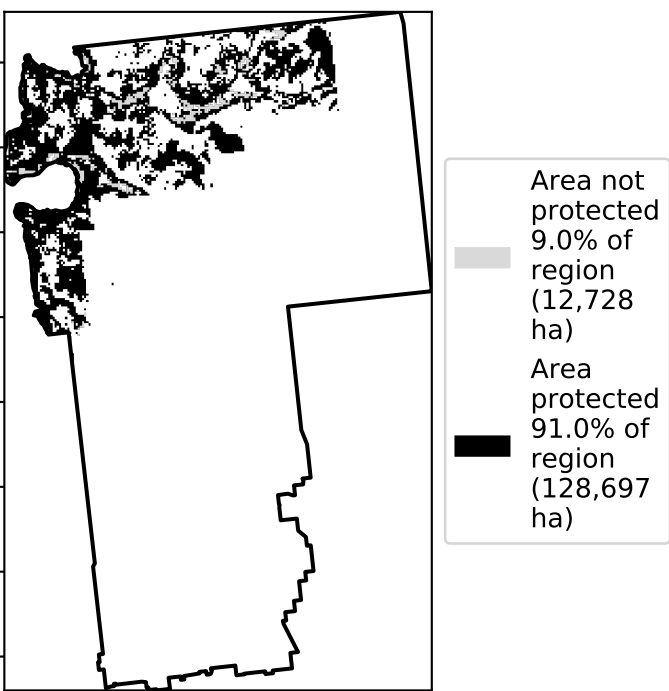 Area not
protected
9.0% of
region
(12,728
ha)
Area
protected
91.0% of
region
(128,697
ha)